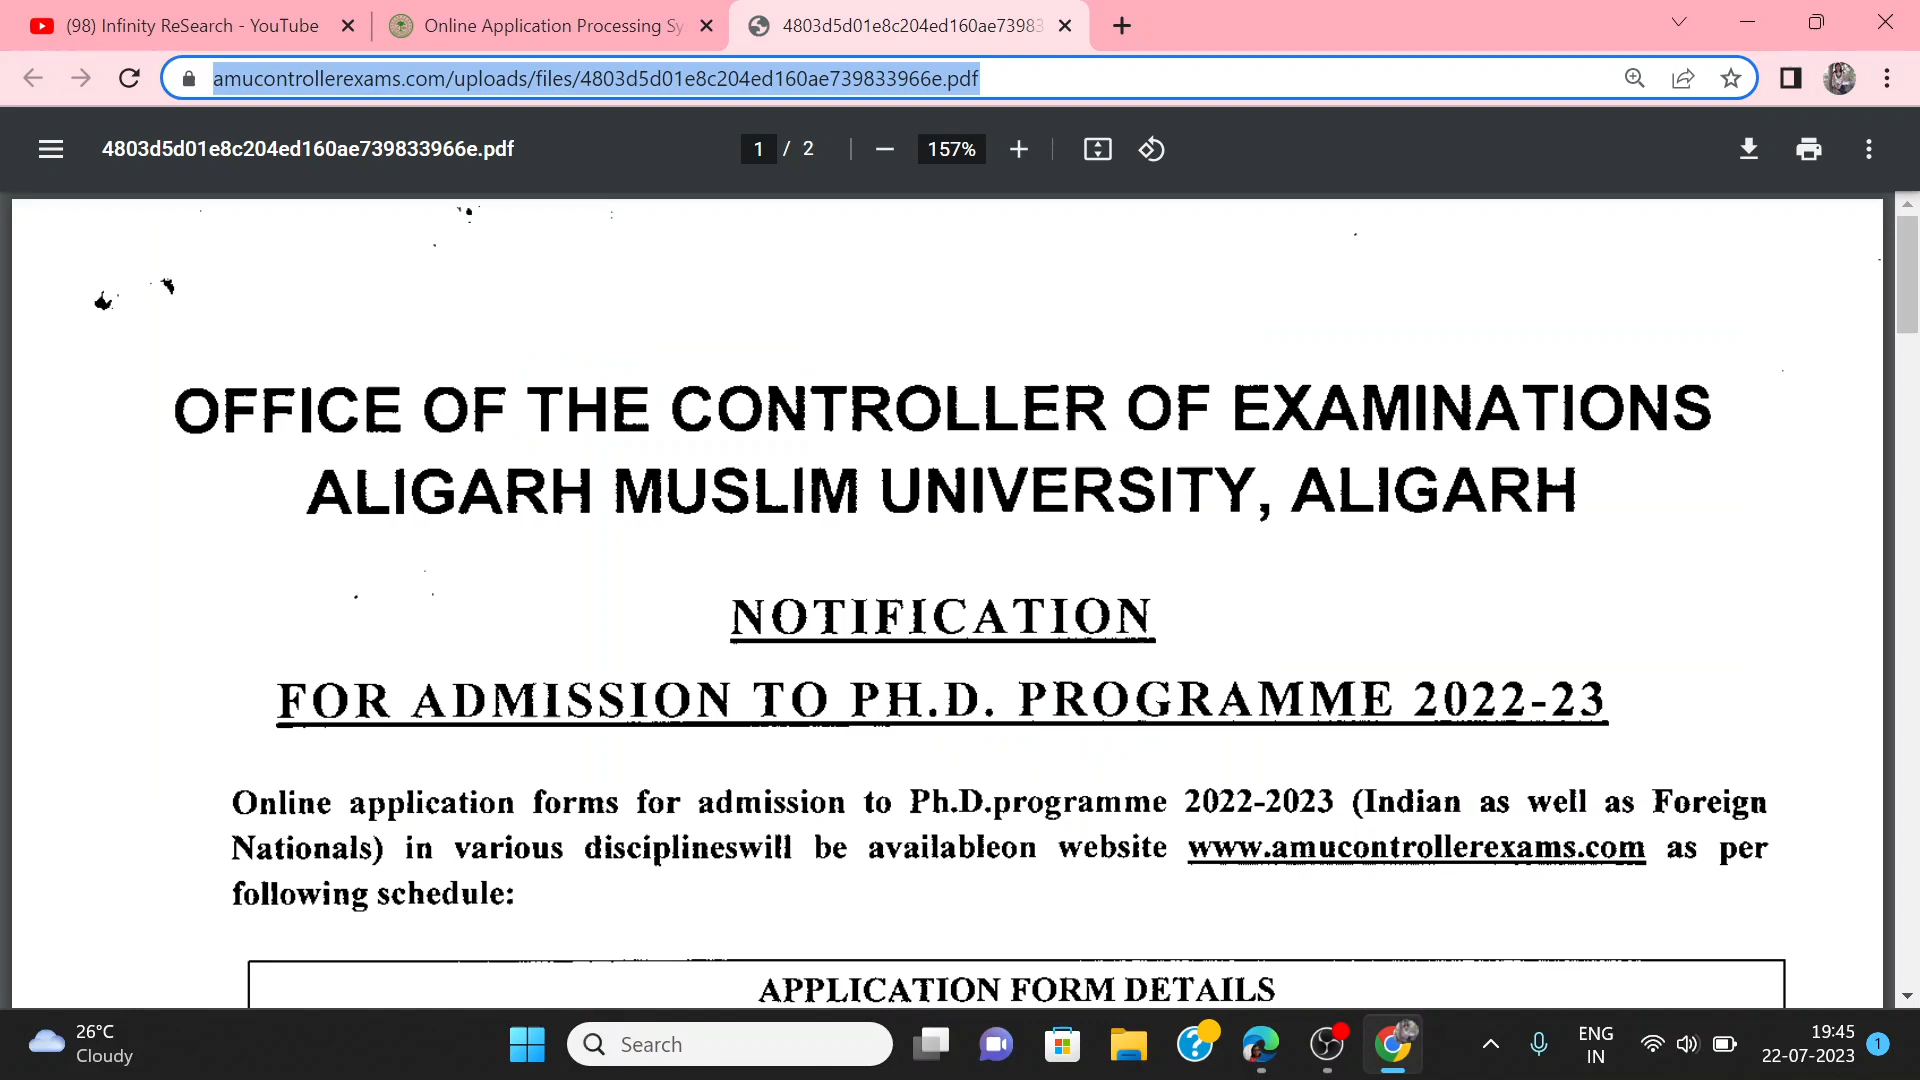 (98) Infinity ReSearch - YouTube
Online Application Processing Sy
4803d5d01e8c204ed160ae73983
amucontrollerexams.com/uploads/files/4803d5d01e8c204ed160ae739833966e.pdf
4803d5d01e8c204ed160ae739833966e.pdf
1 / 2
157%
OFFICE OF THE CONTROLLER OF EXAMINATIONS
ALIGARH MUSLIM UNIVERSITY, ALIGARH
NOTIFICATION
FOR ADMISSION TO PH.D. PROGRAMME 2022-23
Online application forms for admission to Ph.D.programme 2022-2023 (Indian as well as Foreign
Nationals) in various disciplineswill be availableon website www.amucontrollerexams.com as per
following schedule:
APPLICATION FORM DETAILS
26°C
Cloudy
Search
ENG
IN
19:45
22-07-2023
1